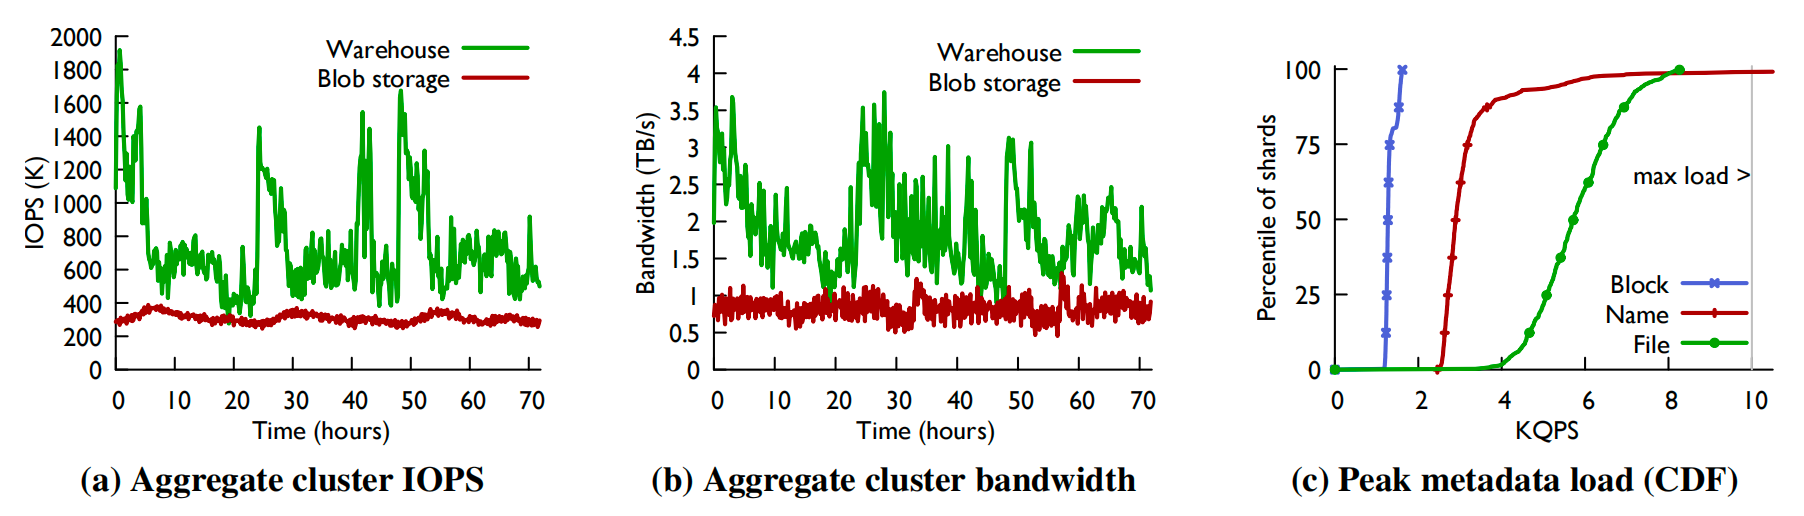 2000
1800
1600
1400
1200
1000
800
600
400
200
0
IOPS (K)
Warehouse
Blob storage
0 10 20 30 40 50 60 70
Time (hours)
(a) Aggregate cluster IOPS
4.5
4
3.5
3
2.5
2
1.5
1
0.5
0
Bandwidth (TB/s)
Warehouse
Blob storage
0 10 20 30 40 50 60 70
Time (hours)
(b) Aggregate cluster bandwidth
100
75
50
25
0
Percentile of shards
max load >
Block
Name
File
0 2 4 6 8 10
KQPS
(c) Peak metadata load (CDF)